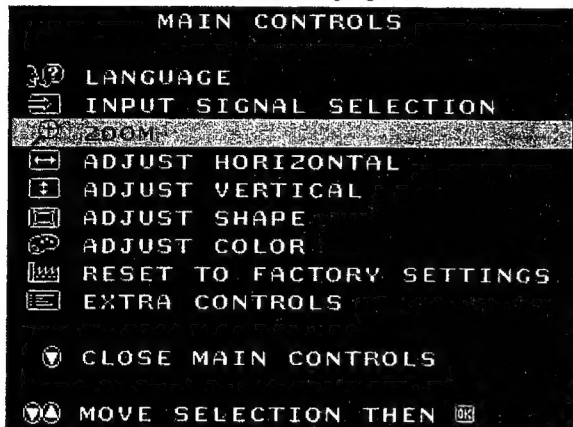 MAIN CONTROLS
LANGUAGE
INPUT SIGNAL SELECTION
ZOOM
ADJUST HORIZONTAL
ADJUST VERTICAL
ADJUST SHAPE
ADJUST COLOR
RESET TO FACTORY SETTINGS
EXTRA CONTROLS
CLOSE MAIN CONTROLS
MOVE SELECTION THEN OK